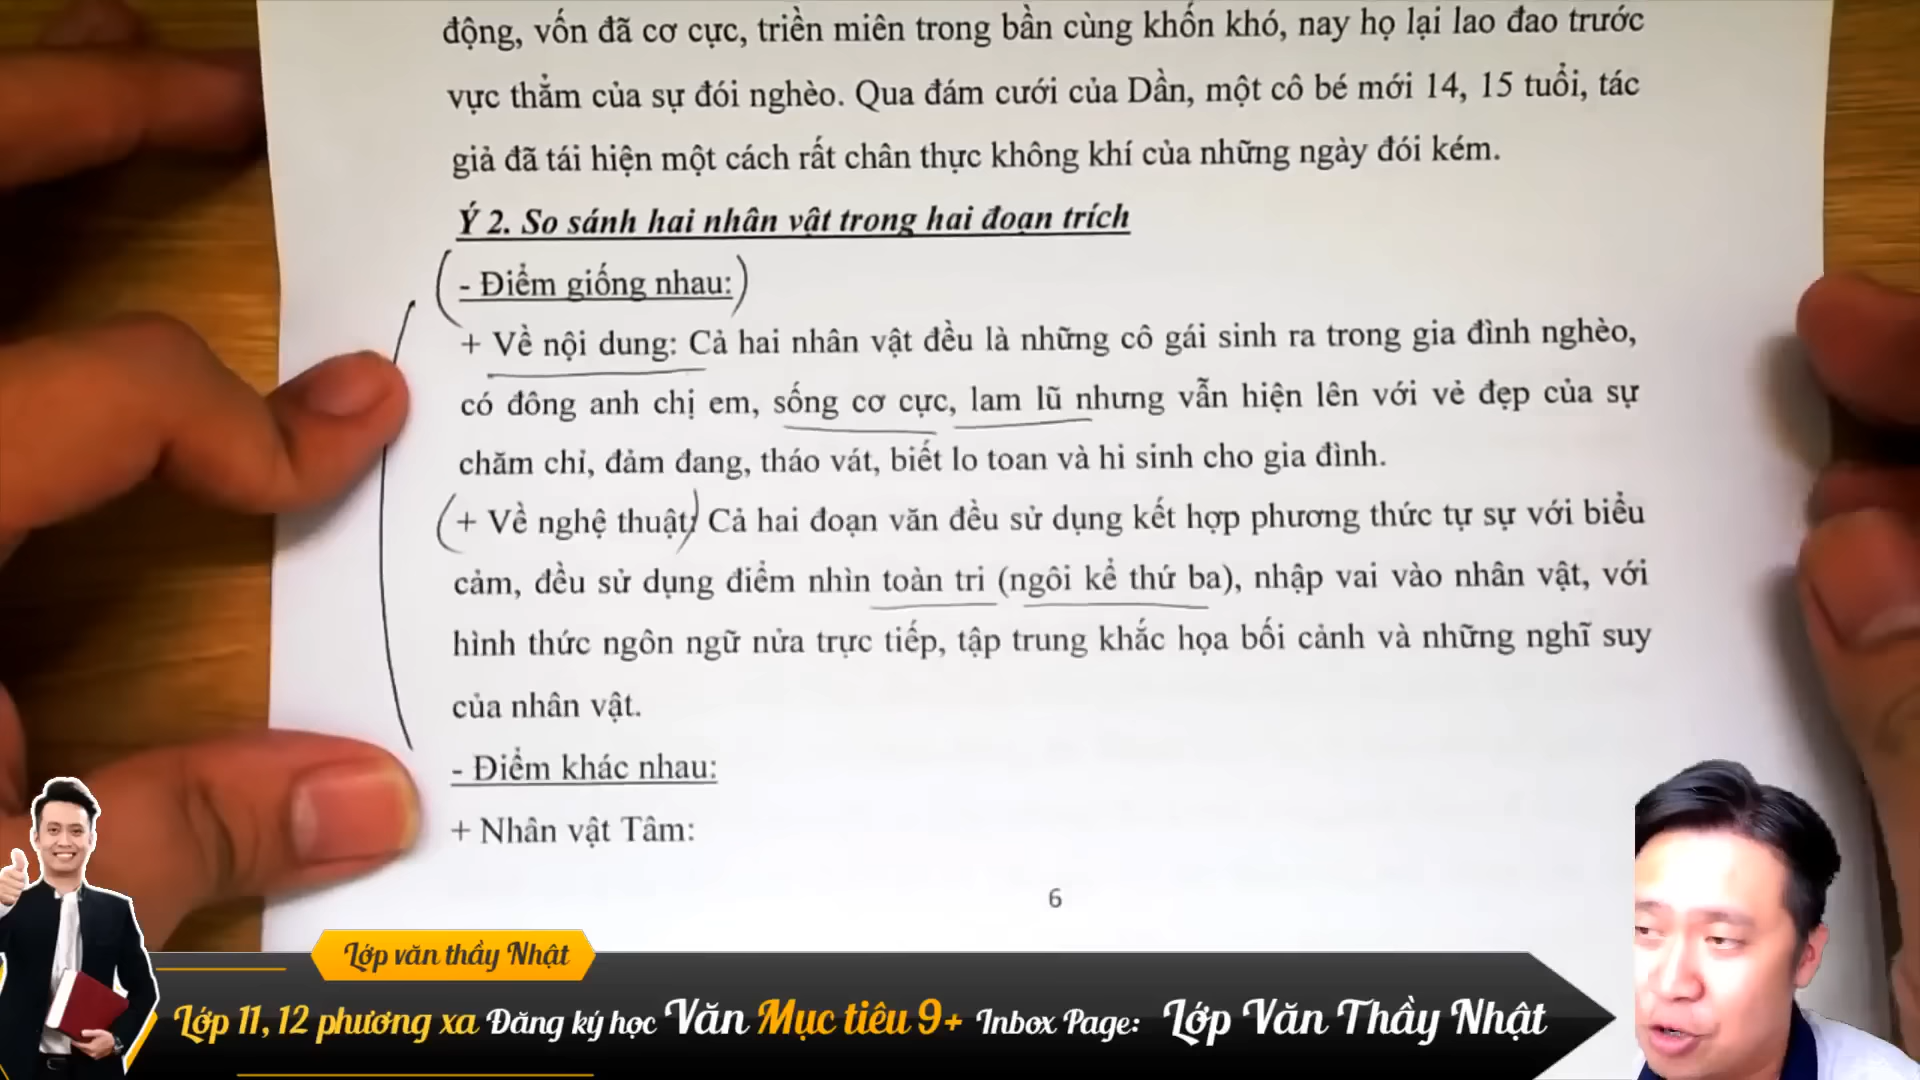 động, vốn đã cơ cực, triền miên trong bần cùng khốn khó, nay họ lại lao đao trước
vực thẳm của sự đói nghèo. Qua đám cưới của Dần, một cô bé mới 14, 15 tuổi, tác
giả đã tái hiện một cách rất chân thực không khí của những ngày đói kém.
Ý 2. So sánh hai nhân vật trong hai đoạn trích
- Điểm giống nhau:
+ Về nội dung: Cả hai nhân vật đều là những cô gái sinh ra trong gia đình nghèo,
có đông anh chị em, sống cơ cực, lam lũ nhưng vẫn hiện lên với vẻ đẹp của sự
chăm chỉ, đảm đang, tháo vát, biết lo toan và hi sinh cho gia đình.
+ Về nghệ thuật: Cả hai đoạn văn đều sử dụng kết hợp phương thức tự sự với biểu
cảm, đều sử dụng điểm nhìn toàn tri (ngôi kể thứ ba), nhập vai vào nhân vật, với
hình thức ngôn ngữ nửa trực tiếp, tập trung khắc họa bối cảnh và những nghĩ suy
của nhân vật.
- Điểm khác nhau:
+ Nhân vật Tâm:
6
Lớp văn thầy Nhật
Lớp 11, 12 phương xa Đăng ký học Văn Mục tiêu 9+ Inbox Page: Lớp Văn Thầy Nhật